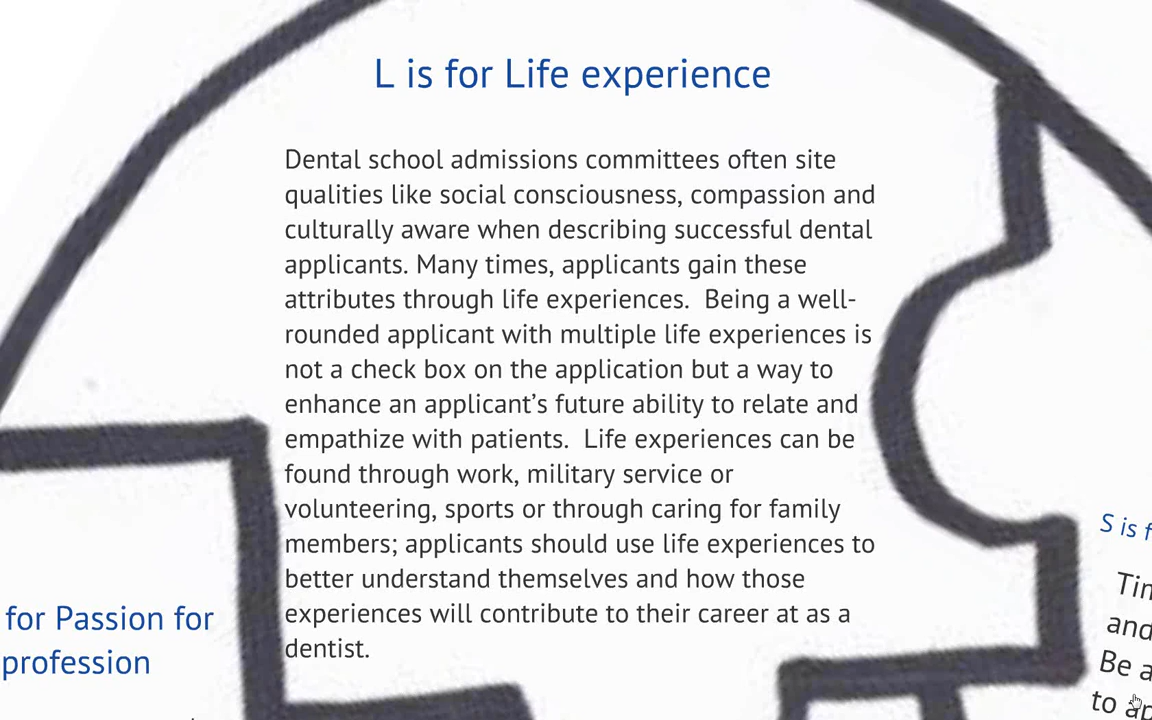 L is for Life experience
Dental school admissions committees often site
qualities like social consciousness, compassion and
culturally aware when describing successful dental
applicants. Many times, applicants gain these
attributes through life experiences.  Being a well-
rounded applicant with multiple life experiences is
not a check box on the application but a way to
enhance an applicant’s future ability to relate and
empathize with patients.  Life experiences can be
found through work, military service or
volunteering, sports or through caring for family
members; applicants should use life experiences to
better understand themselves and how those
experiences will contribute to their career at as a
dentist.
for Passion for
profession
S is
and
Be
to